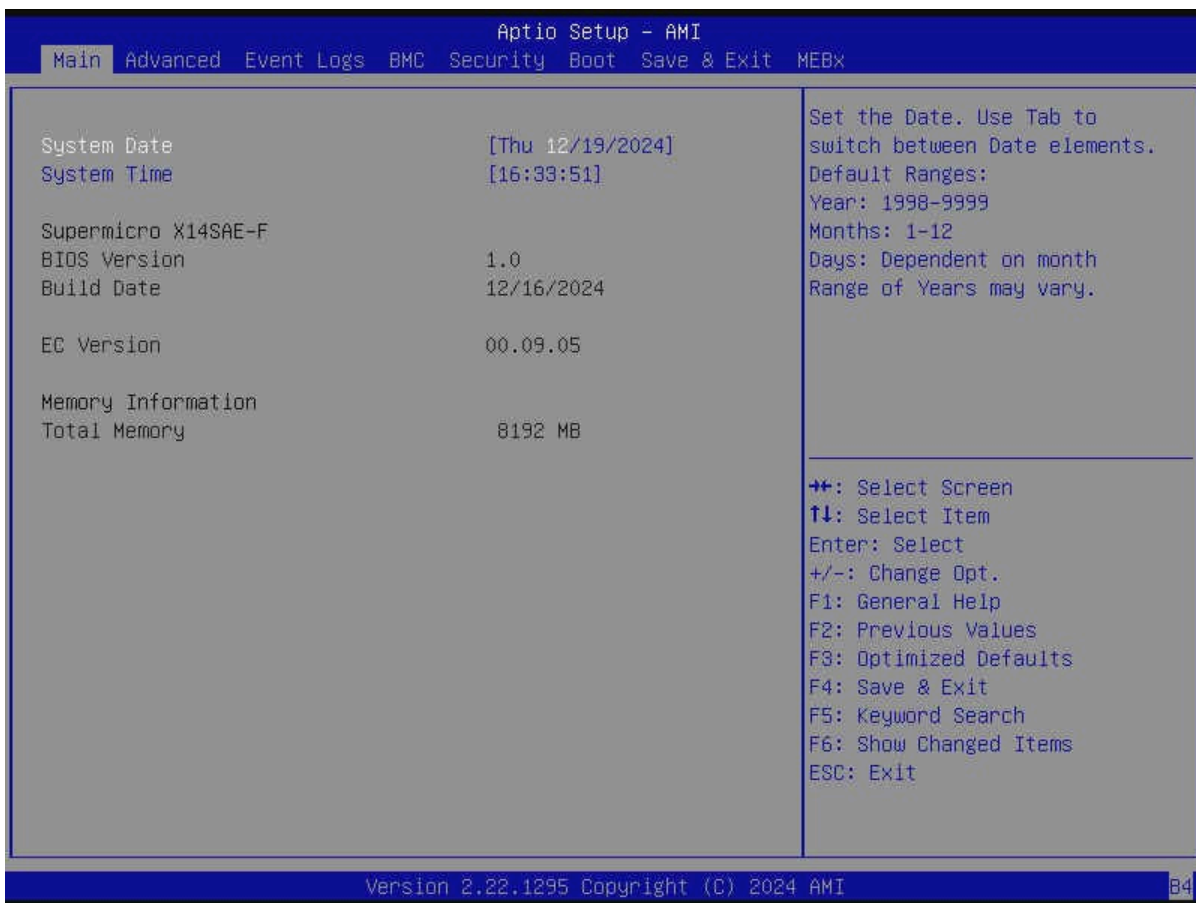 Aptio Setup - AMI
Main Advanced Event Logs BMC Security Boot Save & Exit MEBx
System Date [Thu 12/19/2024]
System Time [16:33:51]
Supermicro X14SAE-F
BIOS Version 1.0
Build Date 12/16/2024
EC Version 00.09.05
Memory Information
Total Memory 8192 MB
Set the Date. Use Tab to
switch between Date elements.
Default Ranges:
Year: 1998-9999
Months: 1-12
Days: Dependent on month
Range of Years may vary.
→←: Select Screen
↑↓: Select Item
Enter: Select
+/-: Change Opt.
F1: General Help
F2: Previous Values
F3: Optimized Defaults
F4: Save & Exit
F5: Keyword Search
F6: Show Changed Items
ESC: Exit
Version 2.22.1295 Copyright (C) 2024 AMI
B4